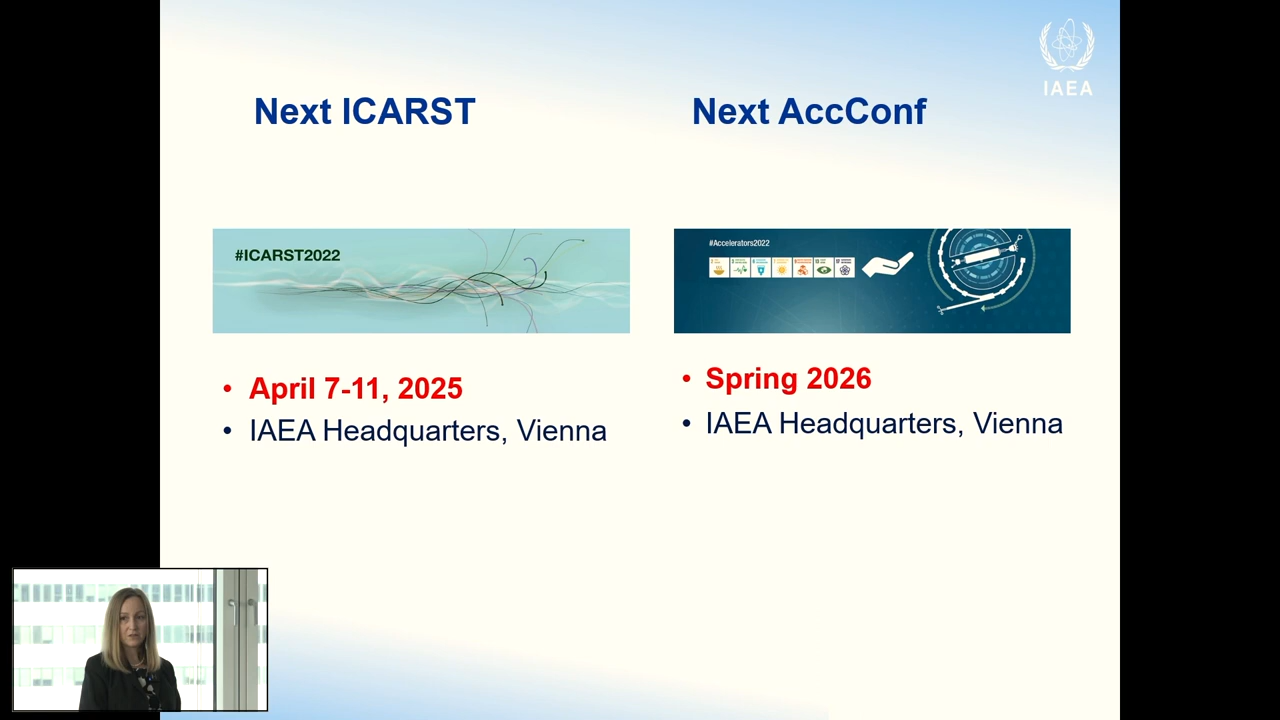 IAEA
Next ICARST
Next AccConf
#ICARST2022
#Accelerators2022
• April 7-11, 2025
• IAEA Headquarters, Vienna
• Spring 2026
• IAEA Headquarters, Vienna